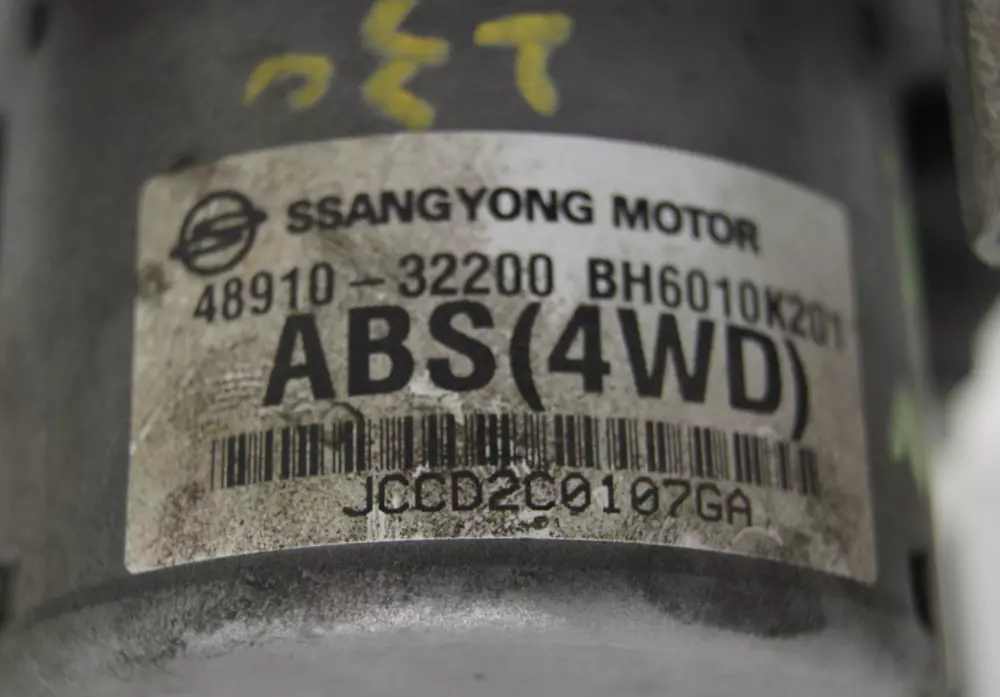 SSANGYONG MOTOR
48910-32200 BH6010K201
ABS(4WD)
JCCD2C0107GA